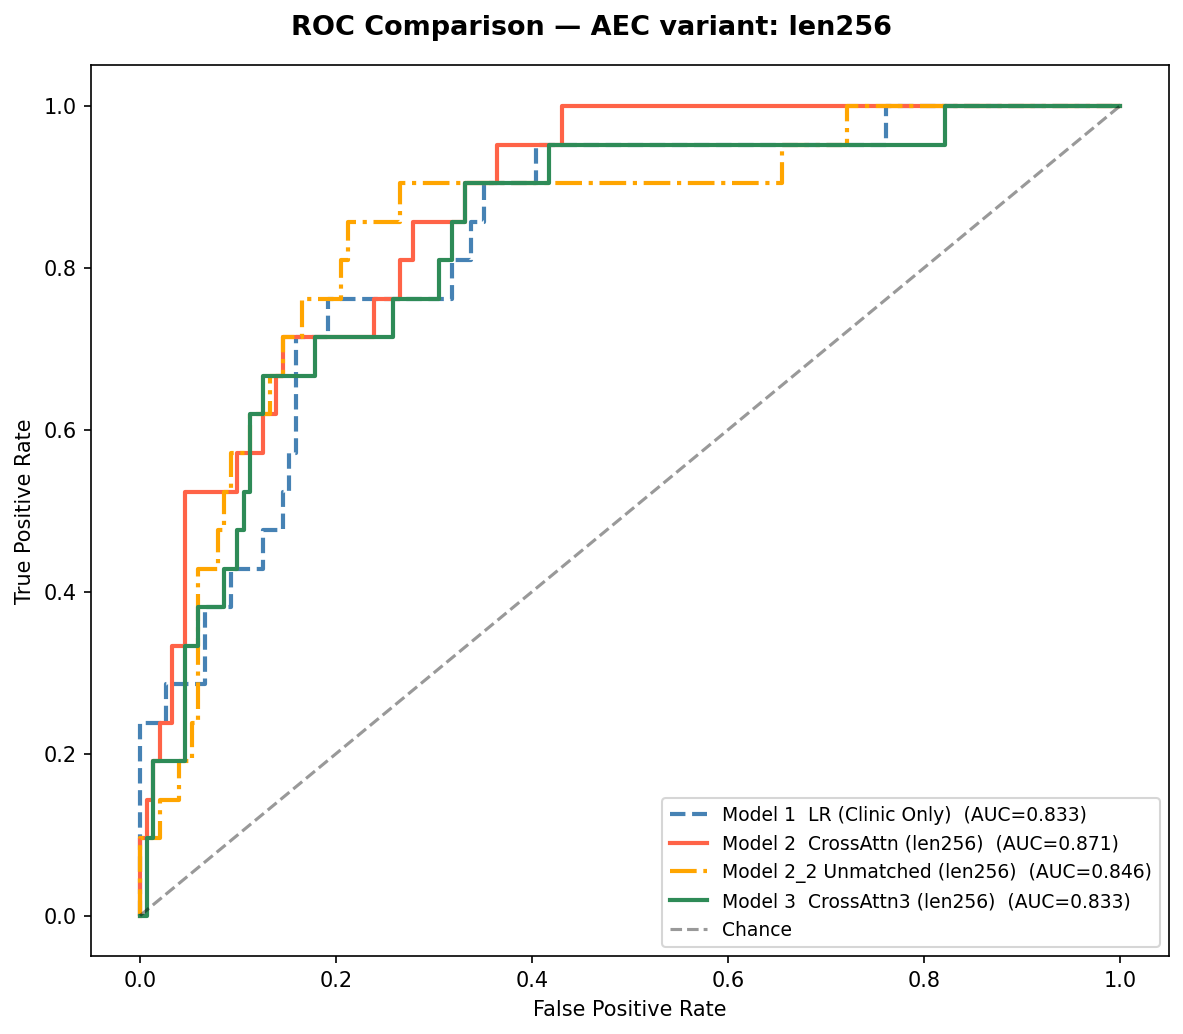 ROC Comparison — AEC variant: len256
True Positive Rate
1.0
0.8
0.6
0.4
0.2
0.0
Model 1  LR (Clinic Only)  (AUC=0.833)
Model 2  CrossAttn (len256)  (AUC=0.871)
Model 2_2 Unmatched (len256)  (AUC=0.846)
Model 3  CrossAttn3 (len256)  (AUC=0.833)
Chance
0.0 0.2 0.4 0.6 0.8 1.0
False Positive Rate